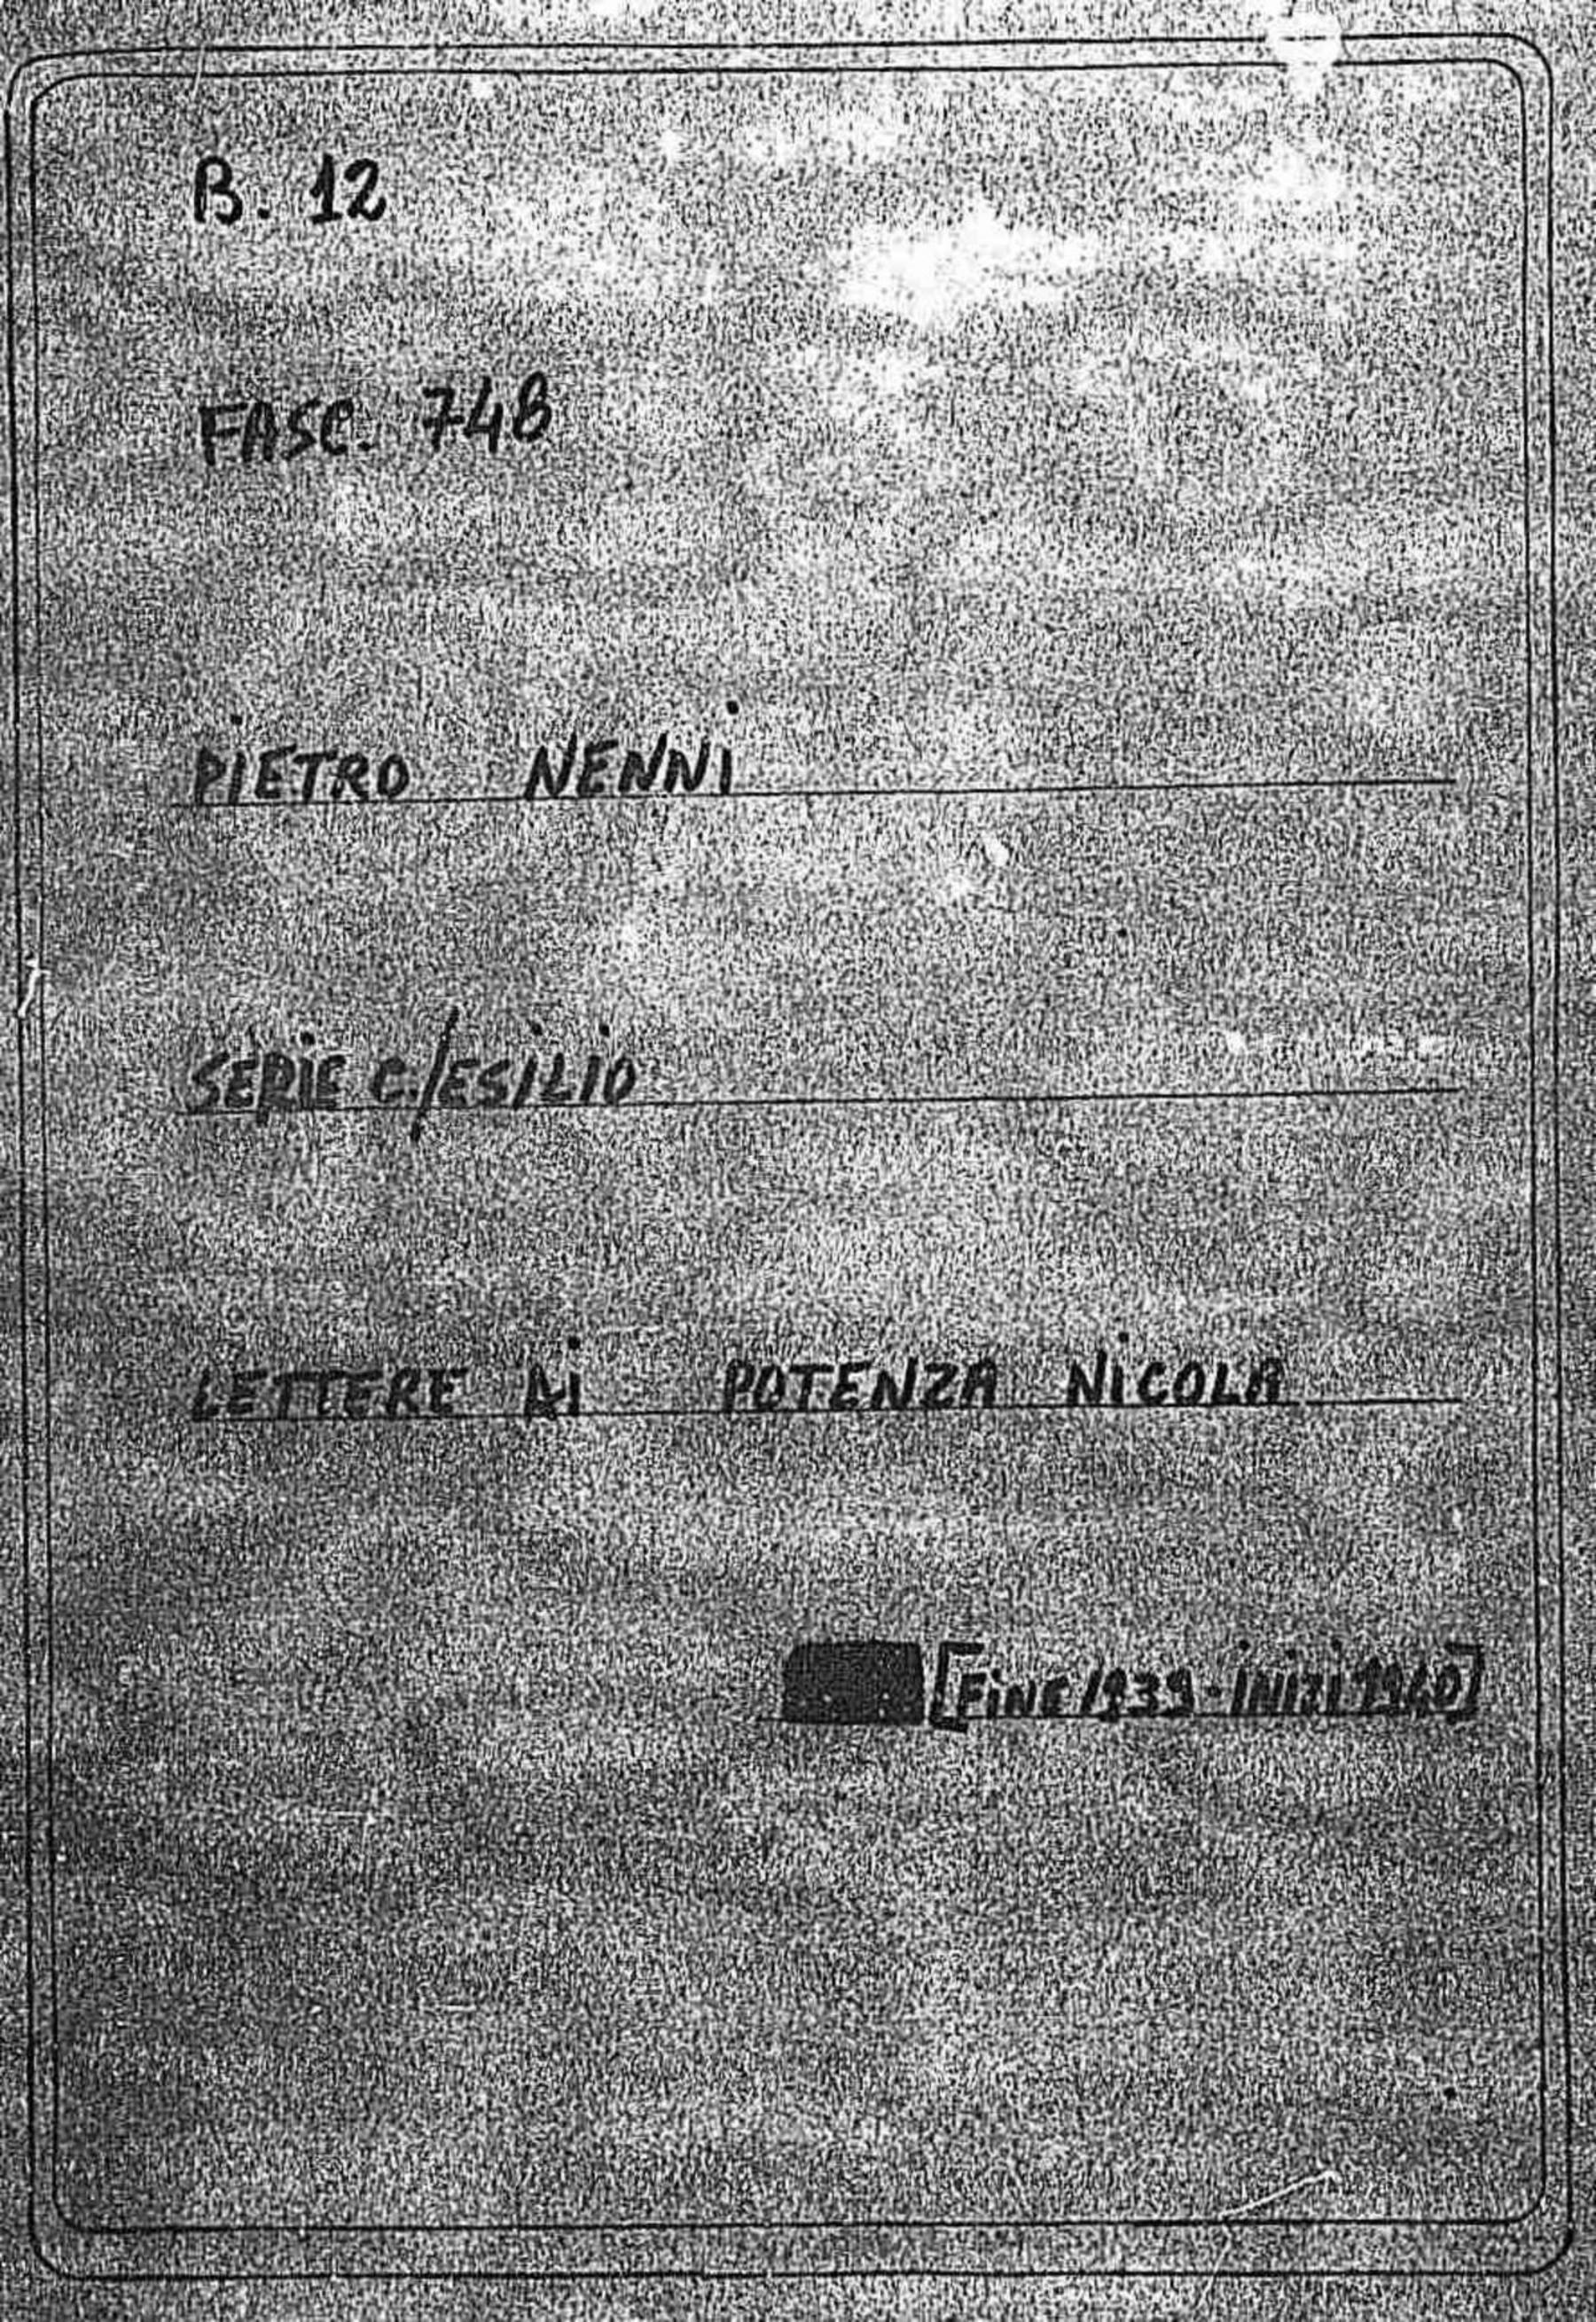 B. 12
FASC. 748
PIETRO NENNI
SERIE C./ESILIO
LETTERE DI POTENZA NICOLA
[FINE 1939 - INIZI 1940]